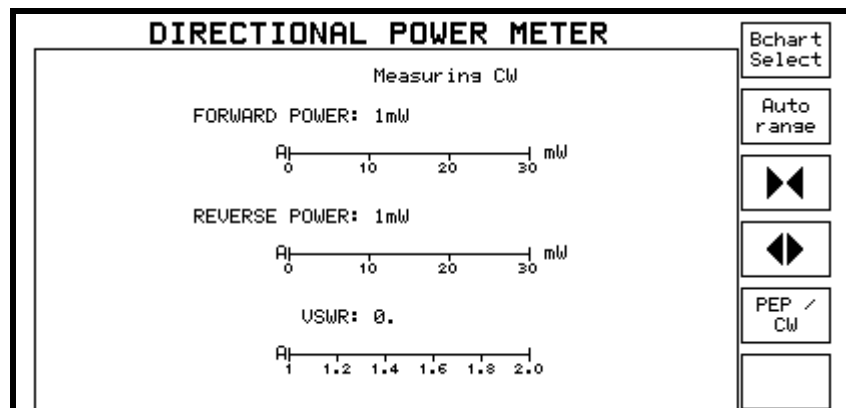 DIRECTIONAL POWER METER
Measuring CW
FORWARD POWER: 1mW
A mW
0 10 20 30
REVERSE POWER: 1mW
A mW
0 10 20 30
VSWR: 0.
A
1 1.2 1.4 1.6 1.8 2.0
Bchart
Select
Auto
range
PEP /
CW